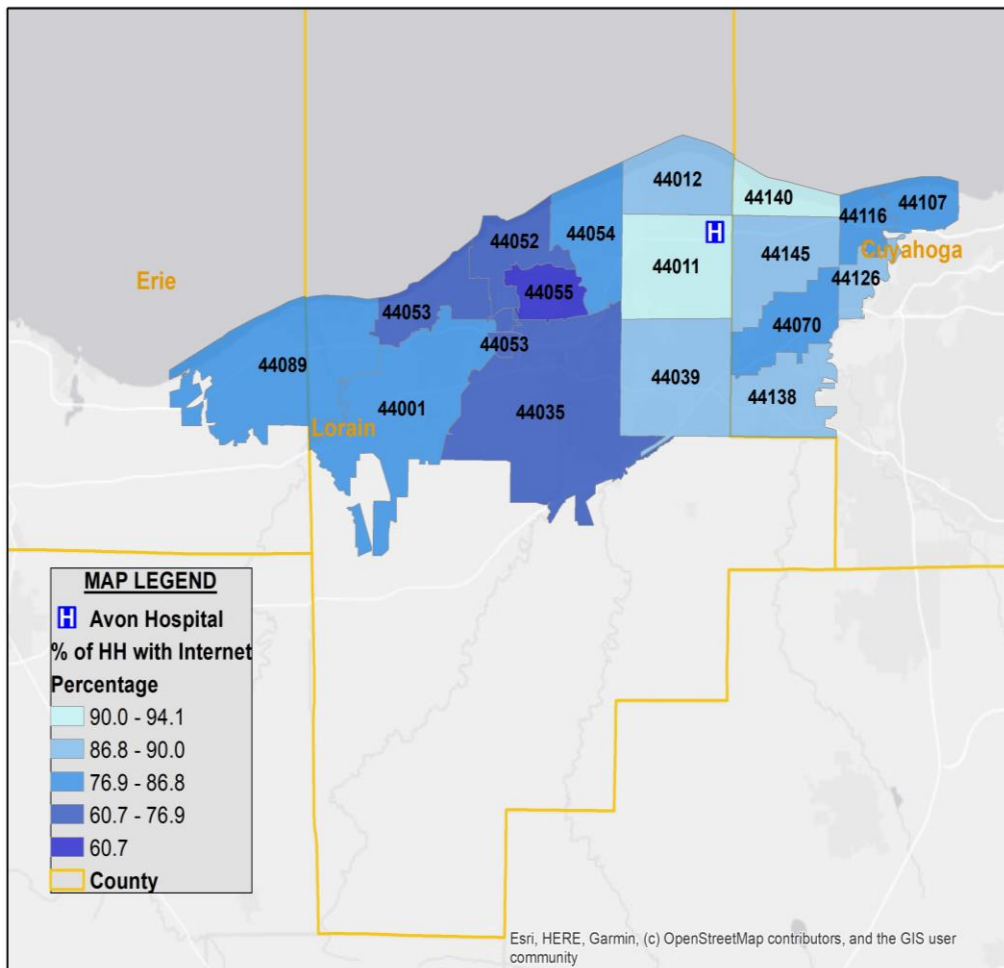 44012
44140
44116
44107
44052
44054
44145
Cuyahoga
44011
Erie
44055
44126
44053
44070
44053
44089
44039
44138
44001
44035
Lorain
MAP LEGEND
H Avon Hospital
% of HH with Internet
Percentage
90.0 - 94.1
86.8 - 90.0
76.9 - 86.8
60.7 - 76.9
60.7
County
H
Esri, HERE, Garmin, (c) OpenStreetMap contributors, and the GIS user
community